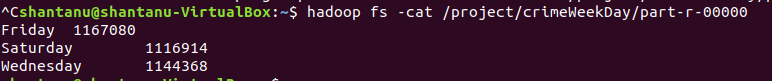 ^Cshantanu@shantanu-VirtualBox:~$ hadoop fs -cat /project/crimeWeekDay/part-r-00000
Friday  1167080
Saturday        1116914
Wednesday       1144368